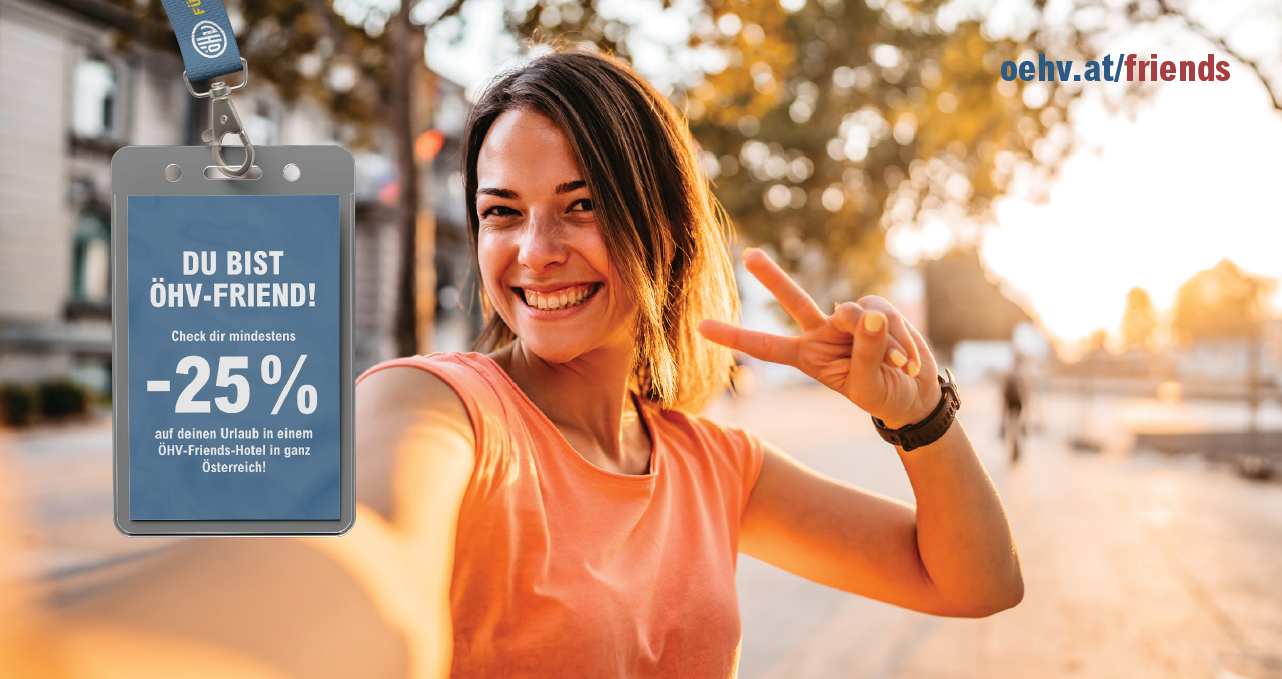 oehv.at/friends
DU BIST
ÖHV-FRIEND!
Check dir mindestens
-25%
auf deinen Urlaub in einem
ÖHV-Friends-Hotel in ganz
Österreich!